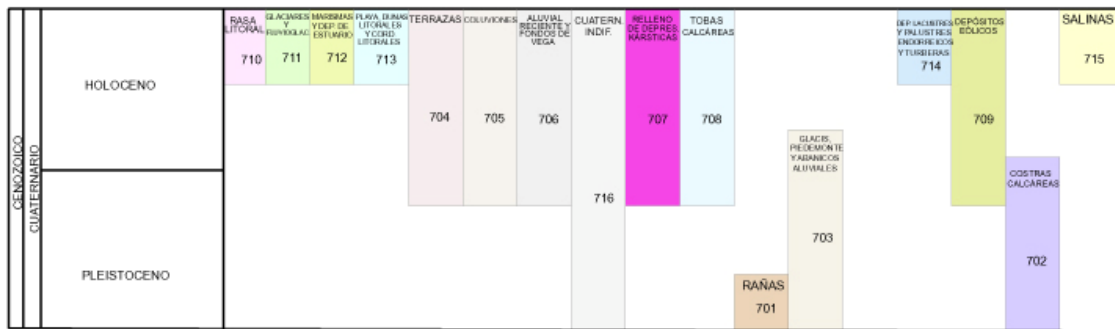 CENOZOICO
CUATERNARIO
HOLOCENO
PLEISTOCENO
RASA
LITORAL
710
GLACIARES
Y
FLUVIOGLAC.
711
MARISMAS
Y DEP. DE
ESTUARIO
712
PLAYA, DUNAS
LITORALES
Y CORD.
LITORALES
713
TERRAZAS
704
COLUVIONES
705
ALUVIAL
RECIENTE Y
FONDOS DE
VEGA
706
CUATERN.
INDIF.
716
RELLENO
DE DEPRES.
KÁRSTICAS
707
TOBAS
CALCÁREAS
708
RAÑAS
701
GLACIS,
PIEDEMONTE
Y ABANICOS
ALUVIALES
703
DEP. LACUSTRES
Y PALUSTRES
ENDORREICOS
Y TURBERAS
714
DEPÓSITOS
EÓLICOS
709
COSTRAS
CALCÁREAS
702
SALINAS
715